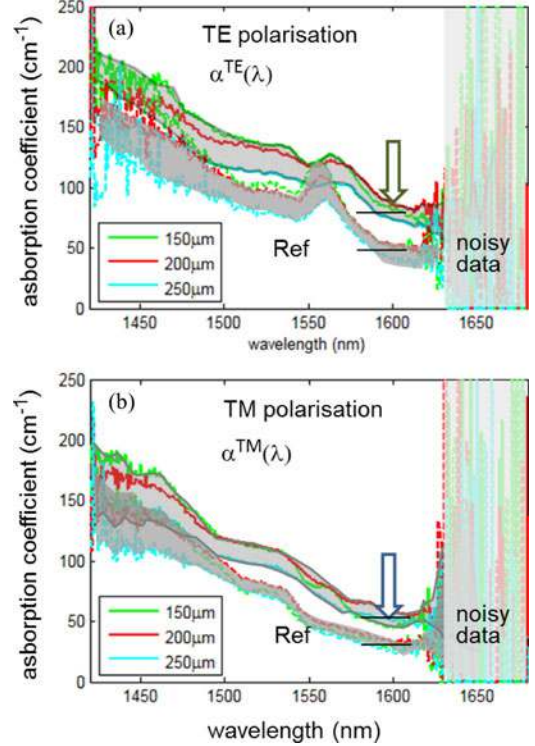 250
(a)
TE polarisation
200
α^TE(λ)
150
100
50
0
asborption coefficient (cm⁻¹)
150μm
200μm
250μm
Ref
noisy
data
1450 1500 1550 1600 1650
wavelength (nm)
250
(b)
TM polarisation
200
α^TM(λ)
150
100
50
0
asborption coefficient (cm⁻¹)
150μm
200μm
250μm
Ref
noisy
data
1450 1500 1550 1600 1650
wavelength (nm)